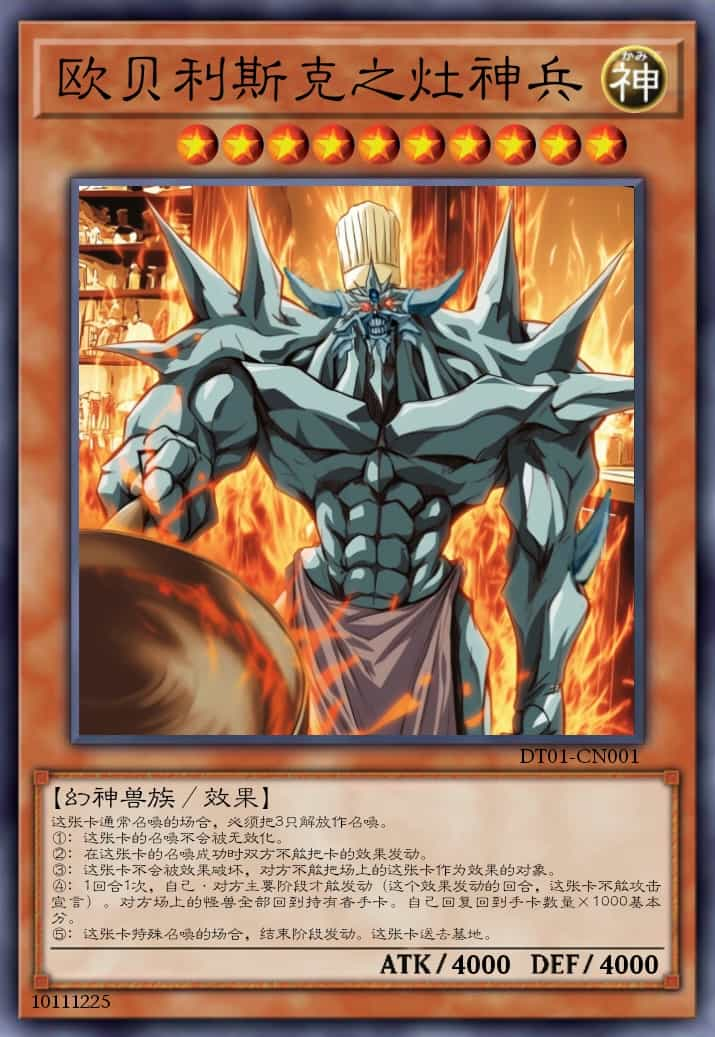 欧贝利斯克之灶神兵
かみ
神
DT01-CN001
【幻神兽族／效果】
这张卡通常召唤的场合，必须把3只解放作召唤。
①：这张卡的召唤不会被无效化。
②：在这张卡的召唤成功时双方不能把卡的效果发动。
③：这张卡不会被效果破坏，对方不能把场上的这张卡作为效果的对象。
④：1回合1次，自己·对方主要阶段才能发动（这个效果发动的回合，这张卡不能攻击
宣言）。对方场上的怪兽全部回到持有者手卡。自己回复回到手卡数量×1000基本
分。
⑤：这张卡特殊召唤的场合，结束阶段发动。这张卡送去墓地。
ATK/4000 DEF/4000
10111225